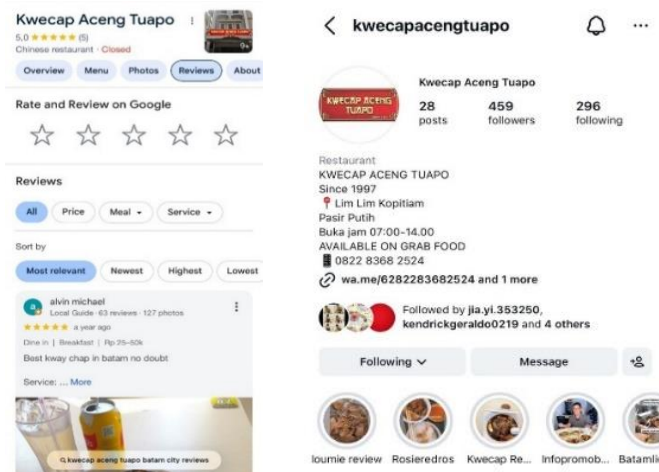 Kwecap Aceng Tuapo
5,0 ★★★★★ (5)
Chinese restaurant · Closed
9+
Overview Menu Photos Reviews About
Rate and Review on Google
Reviews
All Price Meal Service
Sort by
Most relevant Newest Highest Lowest
a
alvin michael
Local Guide · 63 reviews · 127 photos
★★★★★ a year ago
Dine in | Breakfast | Rp 25–50k
Best kway chap in batam no doubt
Service: .... More
kwecap aceng tuapo batam city reviews
kwecapacengtuapo
KWECAP ACENG
TUAPO
Kwecap Aceng Tuapo
28 459 296
posts followers following
Restaurant
KWECAP ACENG TUAPO
Since 1997
📍 Lim Lim Kopitiam
Pasir Putih
Buka jam 07:00-14.00
AVAILABLE ON GRAB FOOD
📱 0822 8368 2524
wa.me/6282283682524 and 1 more
Followed by jia.yi.353250,
kendrickgeraldo0219 and 4 others
Following Message
lournie review Rosieredros Kwecap Re... Infopromob... Batamlic